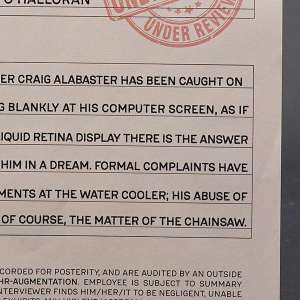 O'HALLORAN
UNDER REVIEW
ER CRAIG ALABASTER HAS BEEN CAUGHT ON
G BLANKLY AT HIS COMPUTER SCREEN, AS IF
LIQUID RETINA DISPLAY THERE IS THE ANSWER
HIM IN A DREAM. FORMAL COMPLAINTS HAVE
MENTS AT THE WATER COOLER; HIS ABUSE OF
OF COURSE, THE MATTER OF THE CHAINSAW.
CORDED FOR POSTERITY, AND ARE AUDITED BY AN OUTSIDE
HR-AUGMENTATION. EMPLOYEE IS SUBJECT TO SUMMARY
NTERVIEWER FINDS HIM/HER/IT TO BE NEGLIGENT, UNABLE